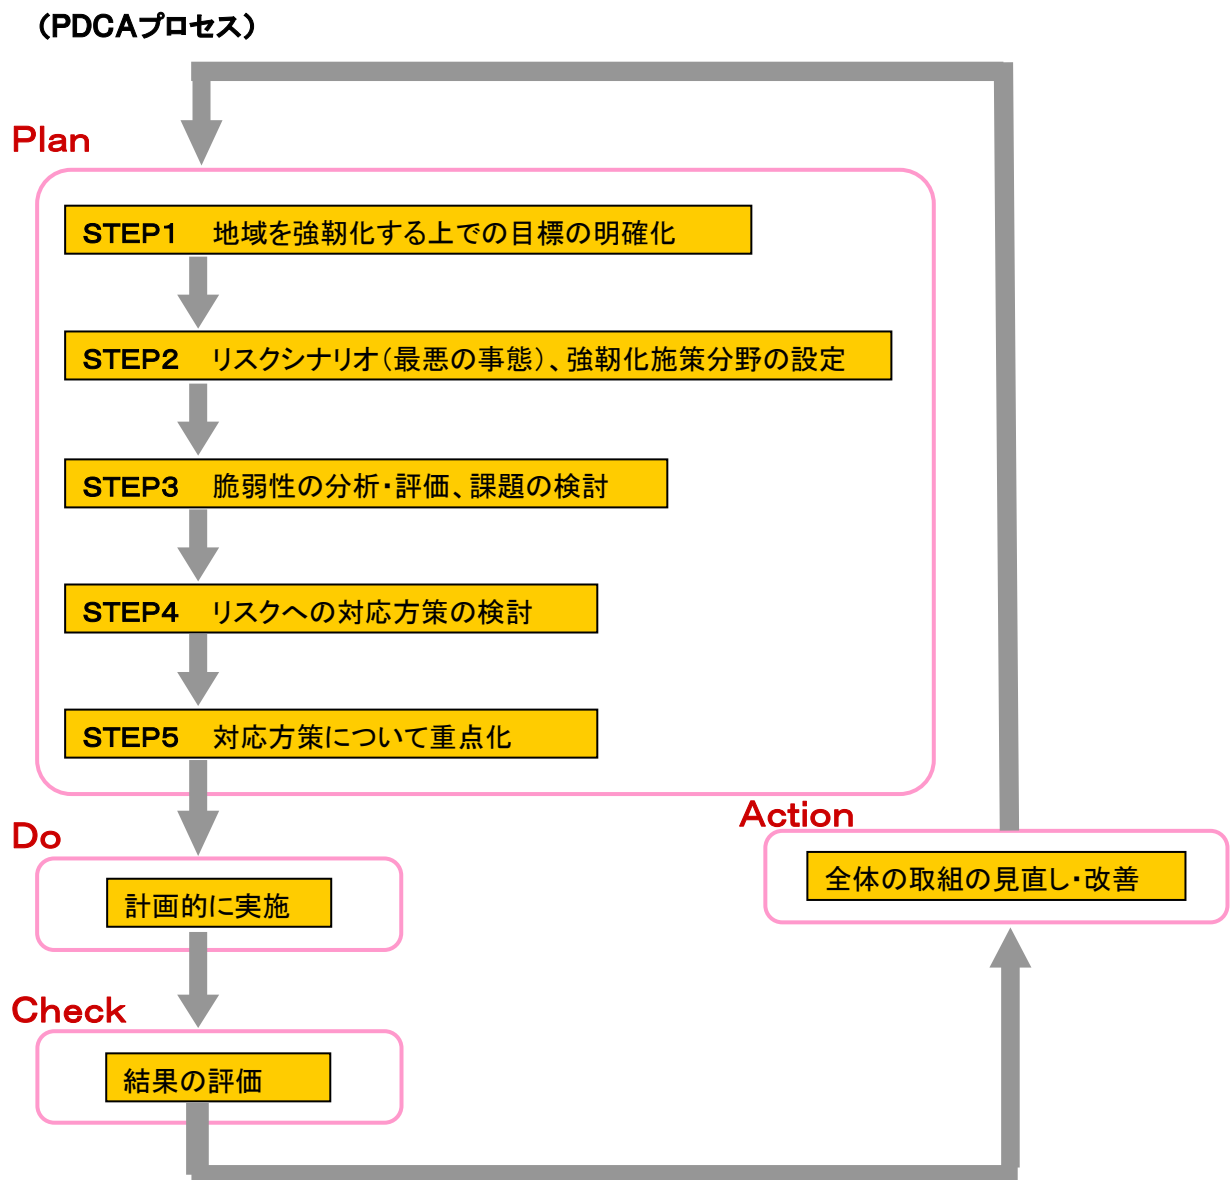 （PDCAプロセス）
Plan
STEP1　地域を強靭化する上での目標の明確化
STEP2　リスクシナリオ（最悪の事態）、強靭化施策分野の設定
STEP3　脆弱性の分析・評価、課題の検討
STEP4　リスクへの対応方策の検討
STEP5　対応方策について重点化
Do
計画的に実施
Check
結果の評価
Action
全体の取組の見直し・改善